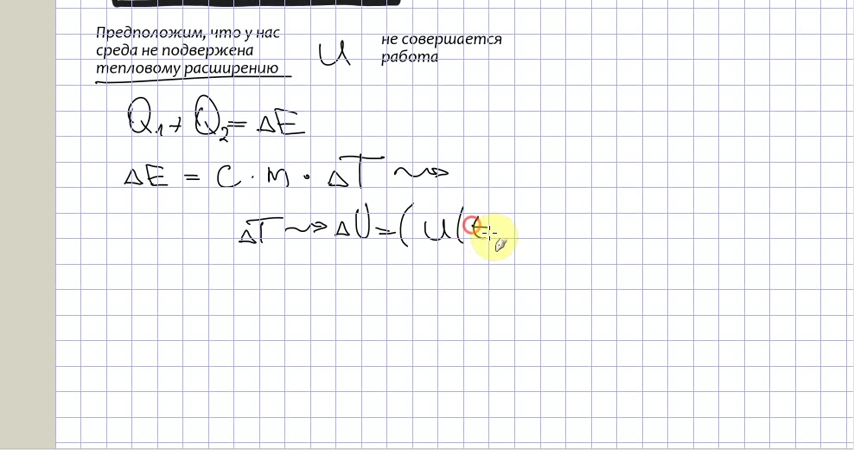 Предположим, что у нас
среда не подвержена
тепловому расширению
и
не совершается
работа
Q₁ + Q₂ = ΔE
ΔE = C · m · ΔT ⇝
ΔT ⇝ ΔU = ( U(t